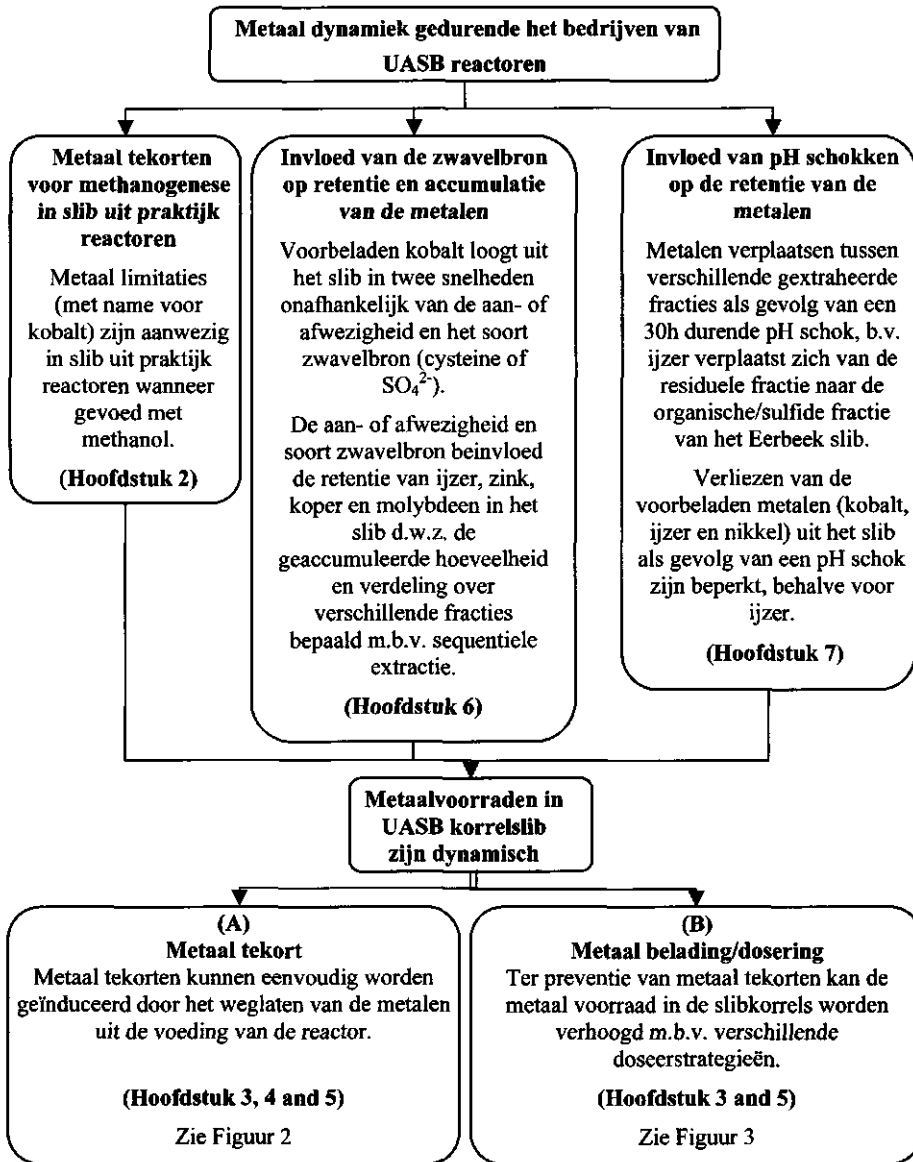 Metaal dynamiek gedurende het bedrijven van
UASB reactoren
Metaal tekorten
voor methanogenese
in slib uit praktijk
reactoren
Metaal limitaties
(met name voor
kobalt) zijn aanwezig
in slib uit praktijk
reactoren wanneer
gevoed met
methanol.
(Hoofdstuk 2)
Invloed van de zwavelbron
op retentie en accumulatie
van de metalen
Voorbeladen kobalt loogt uit
het slib in twee snelheden
onafhankelijk van de aan- of
afwezigheid en het soort
zwavelbron (cysteine of
SO₄²⁻).
De aan- of afwezigheid en
soort zwavelbron beinvloed
de retentie van ijzer, zink,
koper en molybdeen in het
slib d.w.z. de
geaccumuleerde hoeveelheid
en verdeling over
verschillende fracties
bepaald m.b.v. sequentiele
extractie.
(Hoofdstuk 6)
Invloed van pH schokken
op de retentie van de
metalen
Metalen verplaatsen tussen
verschillende gextraheerde
fracties als gevolg van een
30h durende pH schok, b.v.
ijzer verplaatst zich van de
residuele fractie naar de
organische/sulfide fractie
van het Eerbeek slib.
Verliezen van de
voorbeladen metalen (kobalt,
ijzer en nikkel) uit het slib
als gevolg van een pH schok
zijn beperkt, behalve voor
ijzer.
(Hoofdstuk 7)
Metaalvoorraden in
UASB korrelslib
zijn dynamisch
(A)
Metaal tekort
Metaal tekorten kunnen eenvoudig worden
geïnduceerd door het weglaten van de metalen
uit de voeding van de reactor.
(Hoofdstuk 3, 4 and 5)
Zie Figuur 2
(B)
Metaal belading/dosering
Ter preventie van metaal tekorten kan de
metaal voorraad in de slibkorrels worden
verhoogd m.b.v. verschillende
doseerstrategieën.
(Hoofdstuk 3 and 5)
Zie Figuur 3